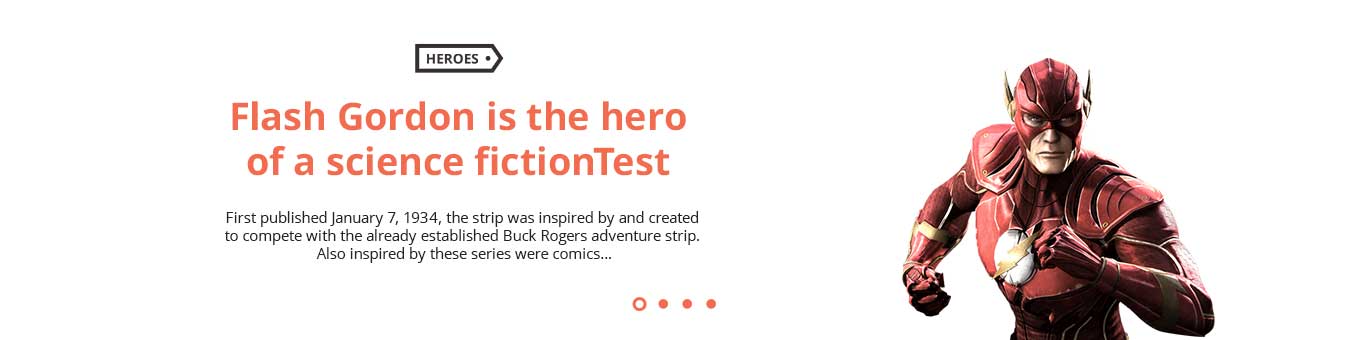 HEROES
Flash Gordon is the hero
of a science fictionTest
First published January 7, 1934, the strip was inspired by and created
to compete with the already established Buck Rogers adventure strip.
Also inspired by these series were comics...